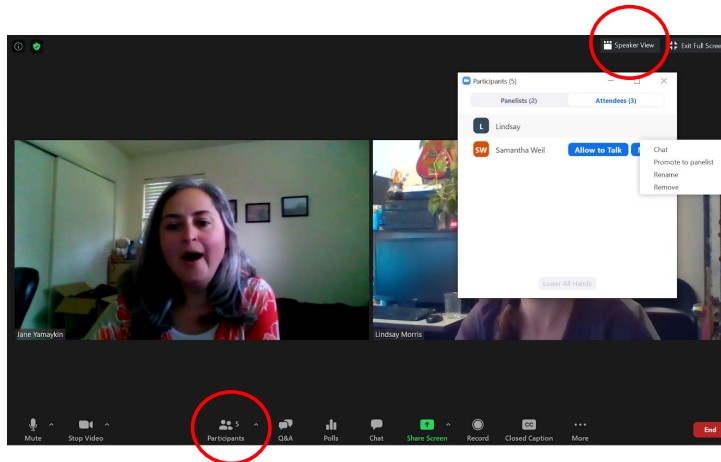 Speaker View
Exit Full Scree
Participants (5)
Panelists (2)
Attendees (3)
L
Lindsay
SW
Samantha Weil
Allow to Talk
Chat
Promote to panelist
Rename
Remove
Lower All Hands
Jane Yamaykin
Lindsay Morris
5
Mute
Stop Video
Participants
Q&A
Polls
Chat
Share Screen
Record
CC
Closed Caption
More
End